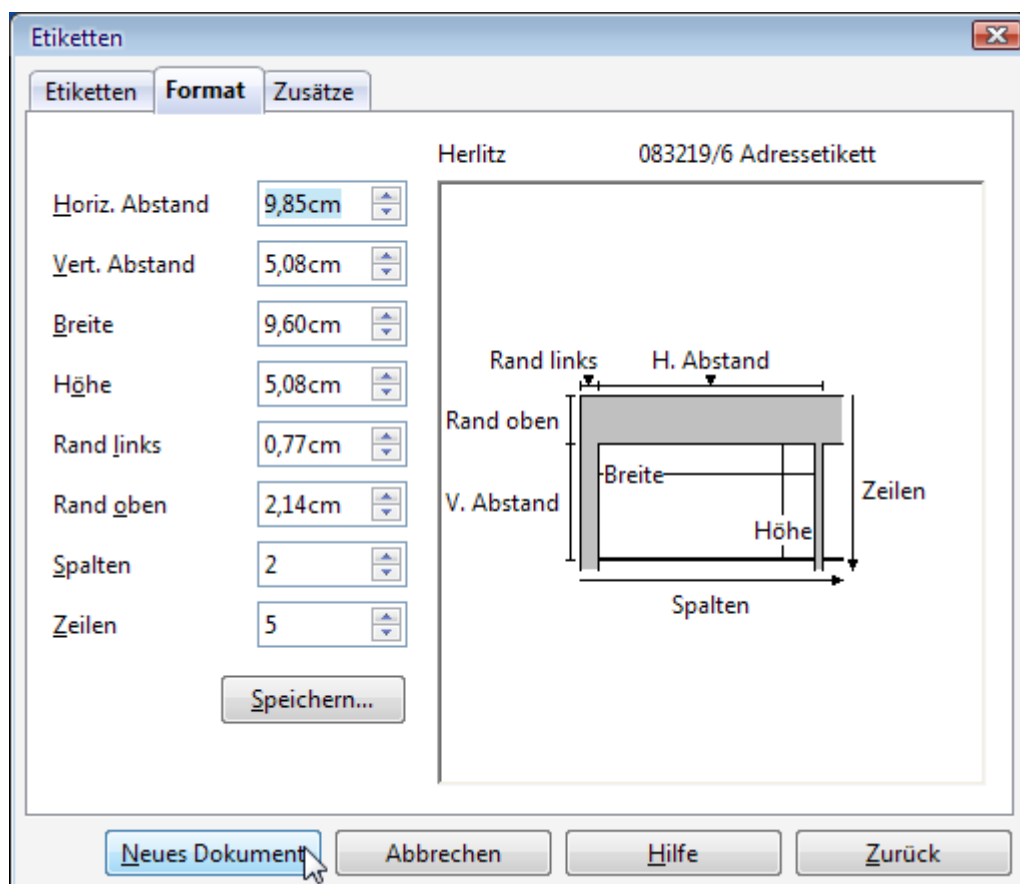 Etiketten
Etiketten Format Zusätze
Herlitz 083219/6 Adressetikett
Horiz. Abstand 9,85cm
Vert. Abstand 5,08cm
Breite 9,60cm
Höhe 5,08cm
Rand links 0,77cm
Rand oben 2,14cm
Spalten 2
Zeilen 5
Speichern...
Rand links H. Abstand
Rand oben
Breite
V. Abstand
Zeilen
Höhe
Spalten
Neues Dokument Abbrechen Hilfe Zurück